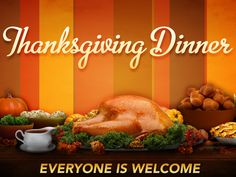 Thanksgiving Dinner
EVERYONE IS WELCOME